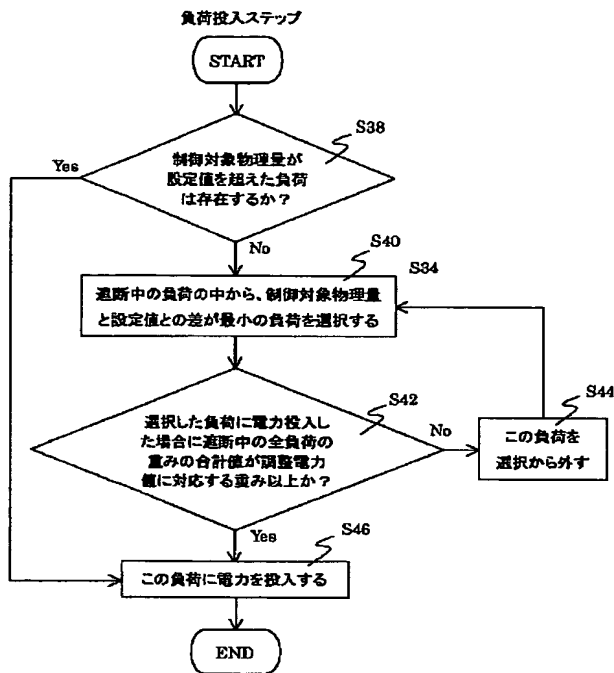 負荷投入ステップ
START
S38
Yes
制御対象物理量が
設定値を超えた負荷
は存在するか？
No
S40
S34
遮断中の負荷の中から、制御対象物理量
と設定値との差が最小の負荷を選択する
S42
選択した負荷に電力投入し
た場合に遮断中の全負荷の
重みの合計値が調整電力
値に対応する重み以上か？
No
S44
この負荷を
選択から外す
Yes
S46
この負荷に電力を投入する
END